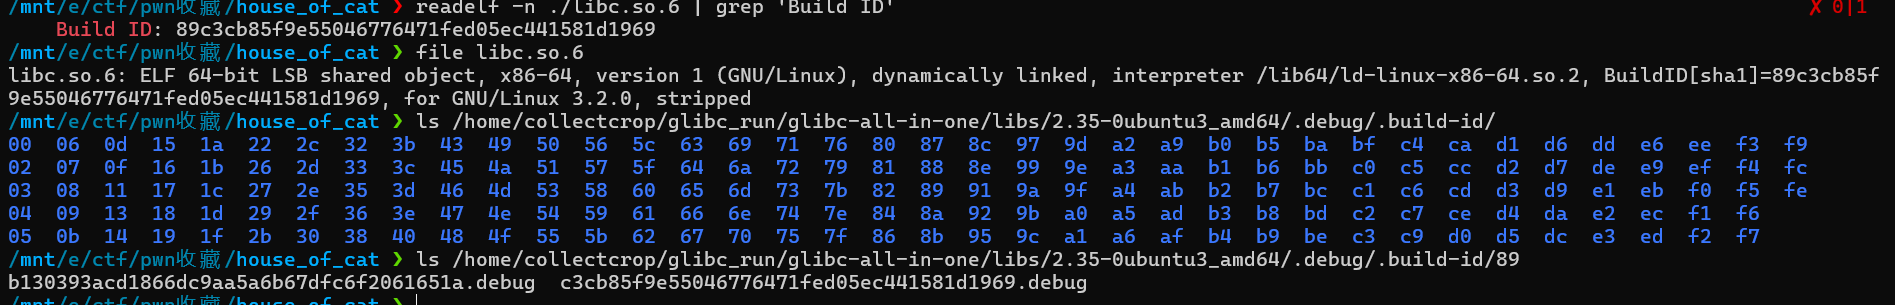 /mnt/e/ctf/pwn收藏/house_of_cat ❯ readelf -n ./libc.so.6 | grep 'Build ID' ✘ 0|1
Build ID: 89c3cb85f9e55046776471fed05ec441581d1969
/mnt/e/ctf/pwn收藏/house_of_cat ❯ file libc.so.6
libc.so.6: ELF 64-bit LSB shared object, x86-64, version 1 (GNU/Linux), dynamically linked, interpreter /lib64/ld-linux-x86-64.so.2, BuildID[sha1]=89c3cb85f
9e55046776471fed05ec441581d1969, for GNU/Linux 3.2.0, stripped
/mnt/e/ctf/pwn收藏/house_of_cat ❯ ls /home/collectcrop/glibc_run/glibc-all-in-one/libs/2.35-0ubuntu3_amd64/.debug/.build-id/
00 06 0d 15 1a 22 2c 32 3b 43 49 50 56 5c 63 69 71 76 80 87 8c 97 9d a2 a9 b0 b5 ba bf c4 ca d1 d6 dd e6 ee f3 f9
02 07 0f 16 1b 26 2d 33 3c 45 4a 51 57 5f 64 6a 72 79 81 88 8e 99 9e a3 aa b1 b6 bb c0 c5 cc d2 d7 de e9 ef f4 fc
03 08 11 17 1c 27 2e 35 3d 46 4d 53 58 60 65 6d 73 7b 82 89 91 9a 9f a4 ab b2 b7 bc c1 c6 cd d3 d9 e1 eb f0 f5 fe
04 09 13 18 1d 29 2f 36 3e 47 4e 54 59 61 66 6e 74 7e 84 8a 92 9b a0 a5 ad b3 b8 bd c2 c7 ce d4 da e2 ec f1 f6
05 0b 14 19 1f 2b 30 38 40 48 4f 55 5b 62 67 70 75 7f 86 8b 95 9c a1 a6 af b4 b9 be c3 c9 d0 d5 dc e3 ed f2 f7
/mnt/e/ctf/pwn收藏/house_of_cat ❯ ls /home/collectcrop/glibc_run/glibc-all-in-one/libs/2.35-0ubuntu3_amd64/.debug/.build-id/89
b130393acd1866dc9aa5a6b67dfc6f2061651a.debug c3cb85f9e55046776471fed05ec441581d1969.debug
/mnt/e/ctf/pwn收藏/house_of_cat ❯